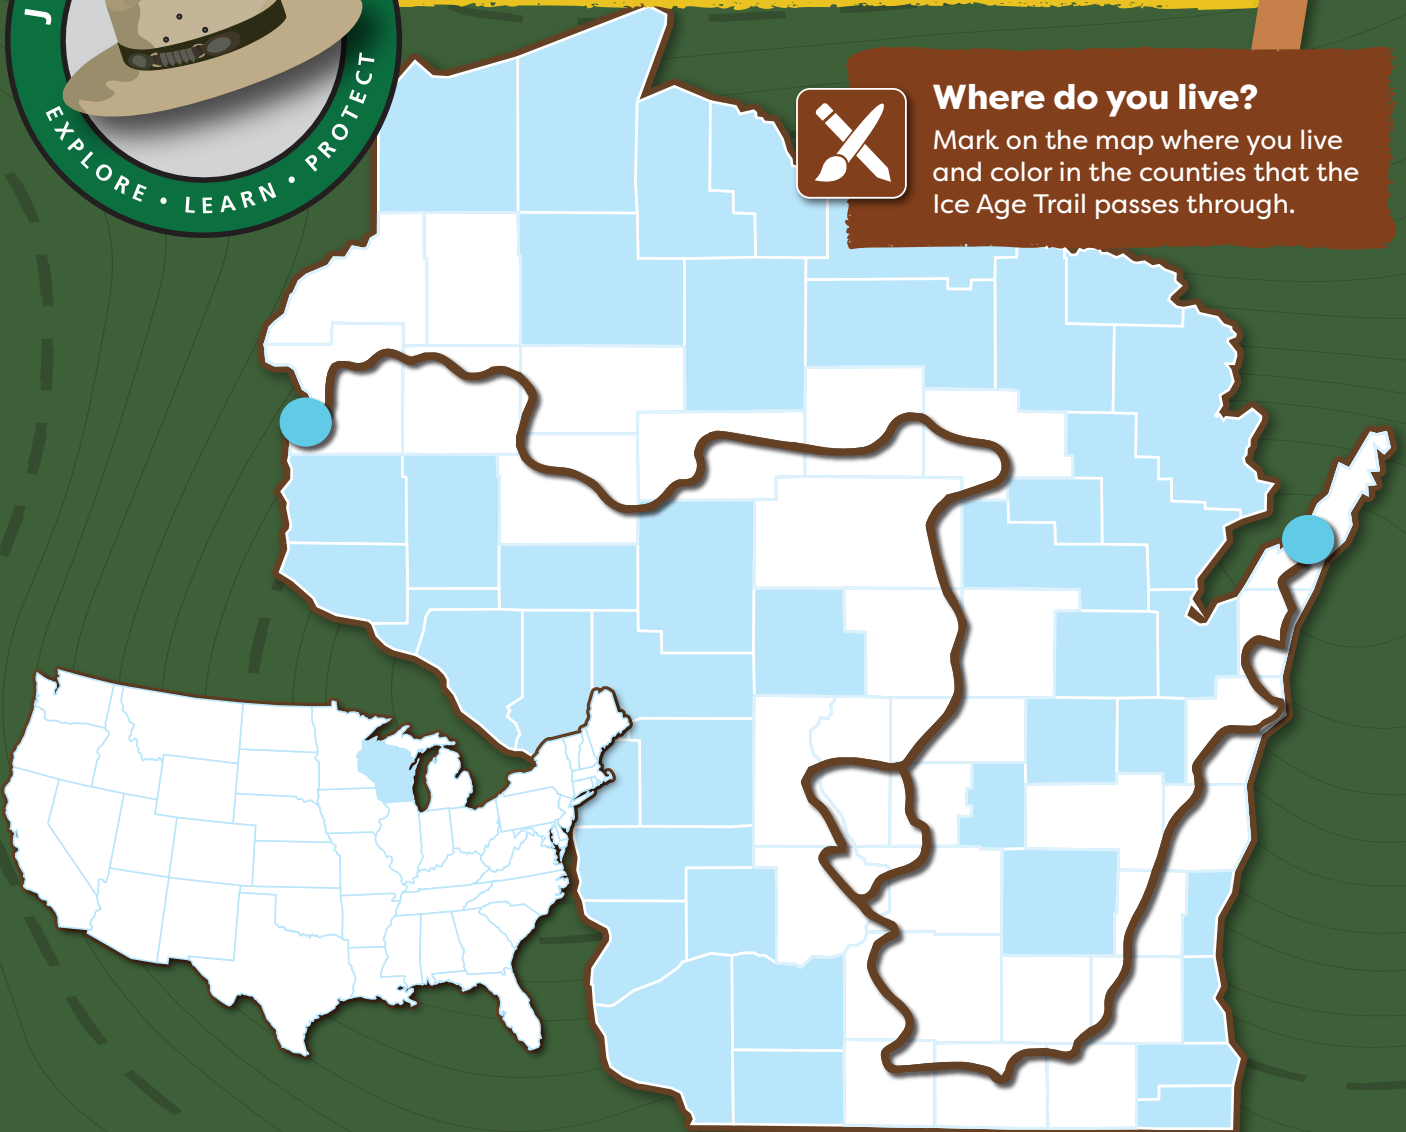 J
EXPLORE • LEARN • PROTECT
Where do you live?
Mark on the map where you live
and color in the counties that the
Ice Age Trail passes through.